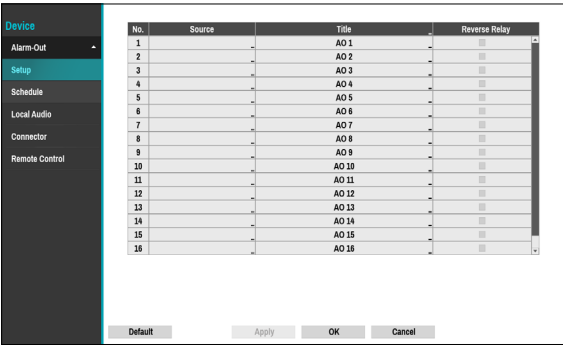 Device
Alarm-Out
Setup
Schedule
Local Audio
Connector
Remote Control
No. Source Title Reverse Relay
1 AO 1
2 AO 2
3 AO 3
4 AO 4
5 AO 5
6 AO 6
7 AO 7
8 AO 8
9 AO 9
10 AO 10
11 AO 11
12 AO 12
13 AO 13
14 AO 14
15 AO 15
16 AO 16
Default Apply OK Cancel